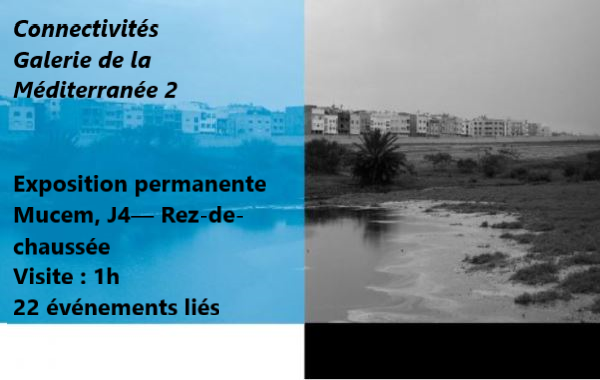 Connectivités
Galerie de la
Méditerranée 2
Exposition permanente
Mucem, J4— Rez-de-
chaussée
Visite : 1h
22 événements liés